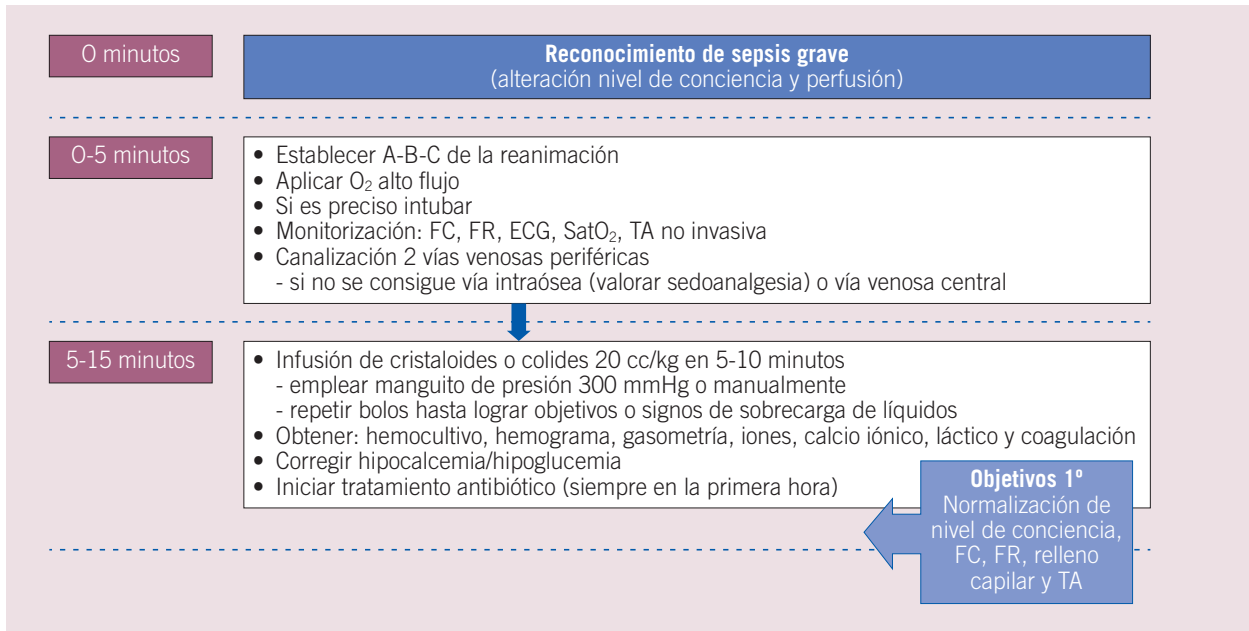 0 minutos
Reconocimiento de sepsis grave
(alteración nivel de conciencia y perfusión)
0-5 minutos
• Establecer A-B-C de la reanimación
• Aplicar O₂ alto flujo
• Si es preciso intubar
• Monitorización: FC, FR, ECG, SatO₂, TA no invasiva
• Canalización 2 vías venosas periféricas
- si no se consigue vía intraósea (valorar sedoanalgesia) o vía venosa central
5-15 minutos
• Infusión de cristaloides o colides 20 cc/kg en 5-10 minutos
- emplear manguito de presión 300 mmHg o manualmente
- repetir bolos hasta lograr objetivos o signos de sobrecarga de líquidos
• Obtener: hemocultivo, hemograma, gasometría, iones, calcio iónico, láctico y coagulación
• Corregir hipocalcemia/hipoglucemia
• Iniciar tratamiento antibiótico (siempre en la primera hora)
Objetivos 1º
Normalización de
nivel de conciencia,
FC, FR, relleno
capilar y TA